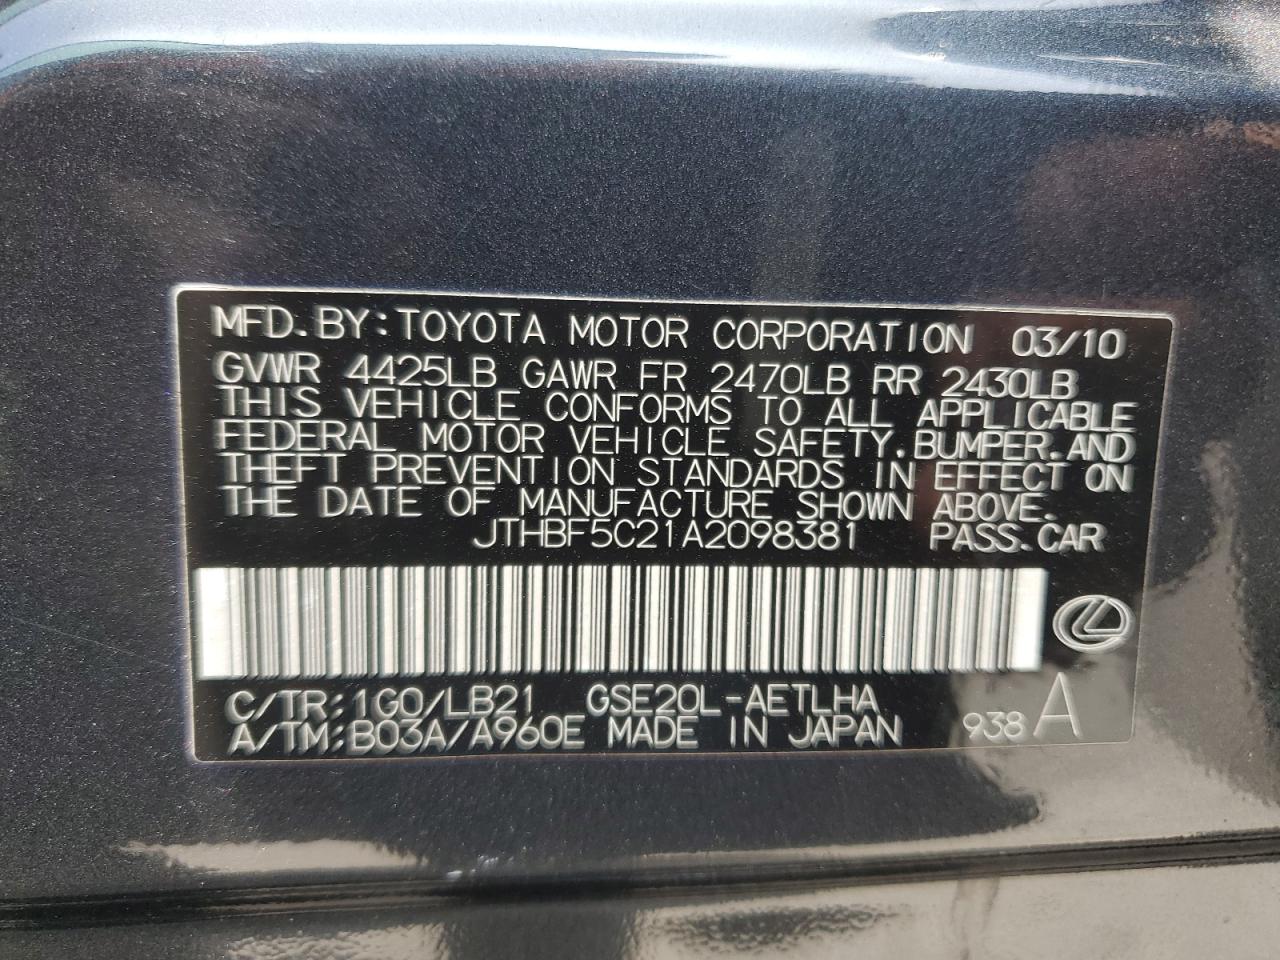 MFD. BY: TOYOTA MOTOR CORPORATION 03/10
GVWR 4425LB GAWR FR 2470LB RR 2430LB
THIS VEHICLE CONFORMS TO ALL APPLICABLE
FEDERAL MOTOR VEHICLE SAFETY, BUMPER, AND
THEFT PREVENTION STANDARDS IN EFFECT ON
THE DATE OF MANUFACTURE SHOWN ABOVE.
JTHBF5C21A2098381 PASS. CAR
C/TR: 1G0/LB21 GSE20L-AETLHA
A/TM: B03A/A960E MADE IN JAPAN 938 A